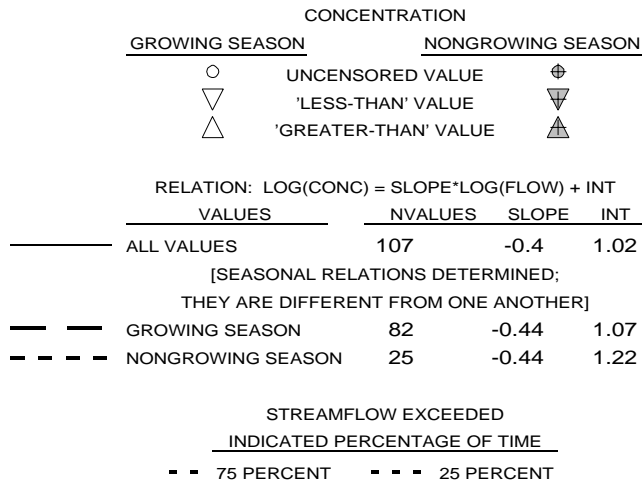 CONCENTRATION
GROWING SEASON NONGROWING SEASON
UNCENSORED VALUE
'LESS-THAN' VALUE
'GREATER-THAN' VALUE
RELATION: LOG(CONC) = SLOPE*LOG(FLOW) + INT
VALUES NVALUES SLOPE INT
ALL VALUES 107 -0.4 1.02
[SEASONAL RELATIONS DETERMINED;
THEY ARE DIFFERENT FROM ONE ANOTHER]
GROWING SEASON 82 -0.44 1.07
NONGROWING SEASON 25 -0.44 1.22
STREAMFLOW EXCEEDED
INDICATED PERCENTAGE OF TIME
75 PERCENT 25 PERCENT